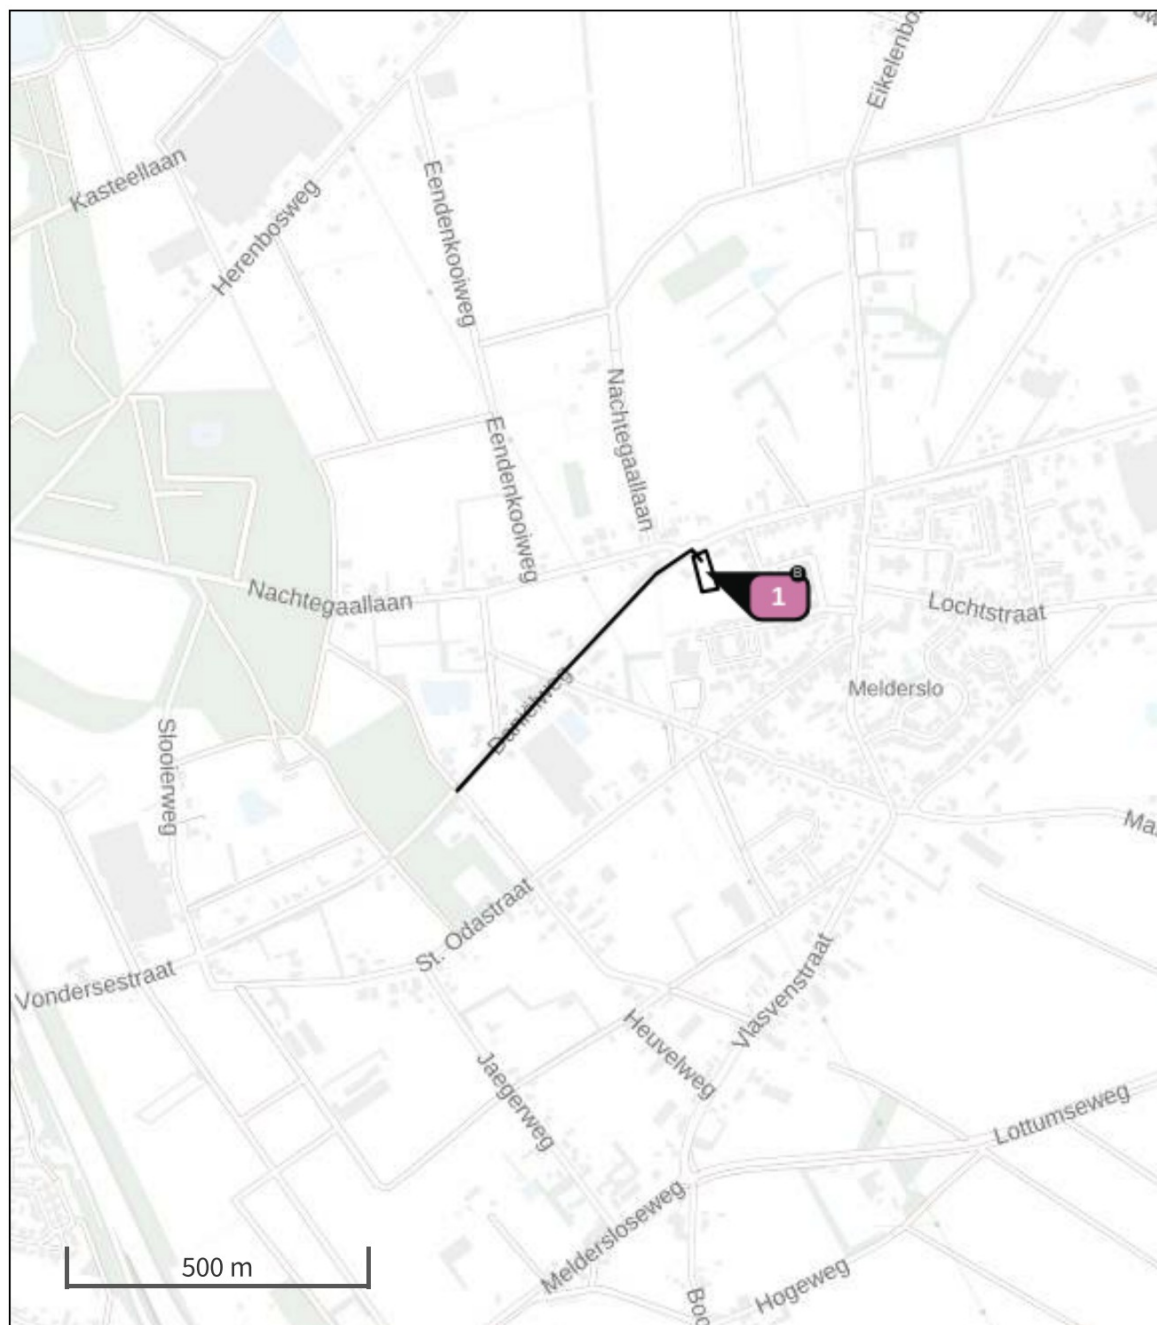 Eikelenbo
Kasteellaan
Eendenkooiweg
Herenbosweg
Nachtegaallaan
Eendenkooiweg
B
1
Nachtegaallaan
Lochtstraat
Melderslo
Slooierweg
Ma
St. Odastraat
Vondersestraat
Vlasvenstraat
Heuvelweg
Jaegerweg
Lottumseweg
Meldersloseweg
500 m
Hogeweg
Boo